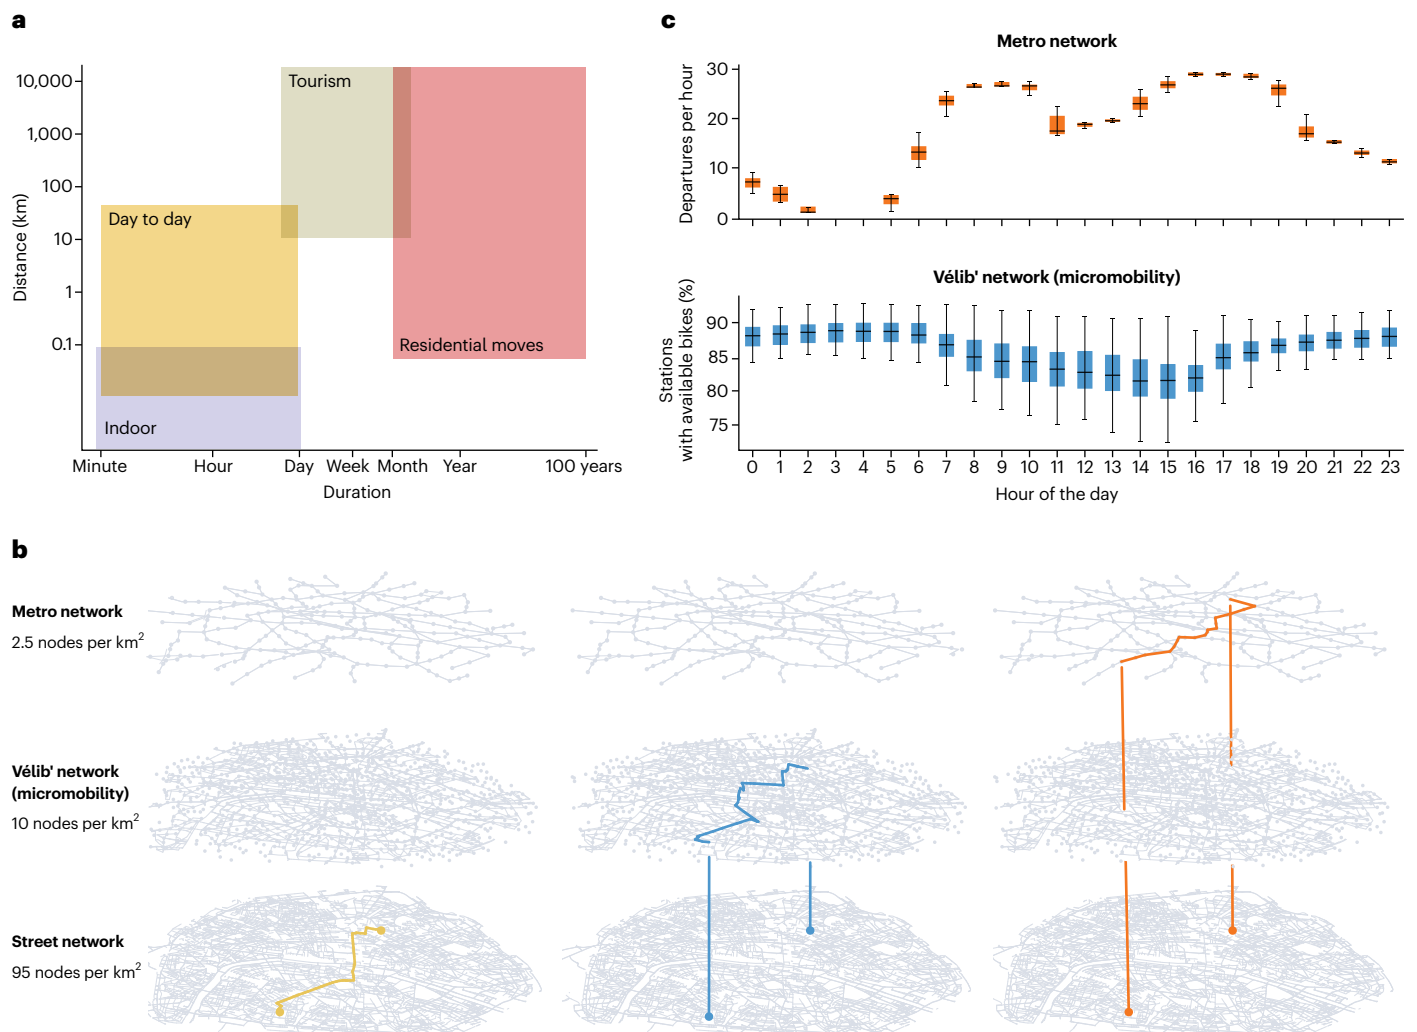 a
Distance (km)
10,000
1,000
100
10
1
0.1
Tourism
Day to day
Residential moves
Indoor
Minute
Hour
Day
Week
Month
Year
100 years
Duration
c
Metro network
Departures per hour
30
20
10
0
Vélib' network (micromobility)
Stations
with available bikes (%)
90
85
80
75
0 1 2 3 4 5 6 7 8 9 10 11 12 13 14 15 16 17 18 19 20 21 22 23
Hour of the day
b
Metro network
2.5 nodes per km²
Vélib' network
(micromobility)
10 nodes per km²
Street network
95 nodes per km²